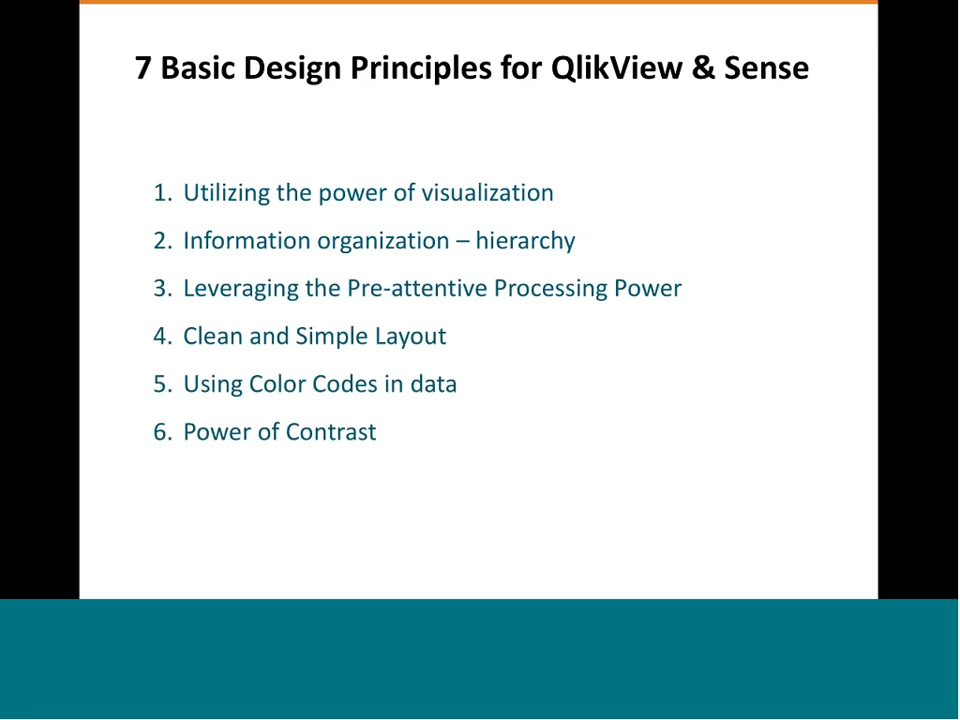 7 Basic Design Principles for QlikView & Sense
1. Utilizing the power of visualization
2. Information organization – hierarchy
3. Leveraging the Pre-attentive Processing Power
4. Clean and Simple Layout
5. Using Color Codes in data
6. Power of Contrast